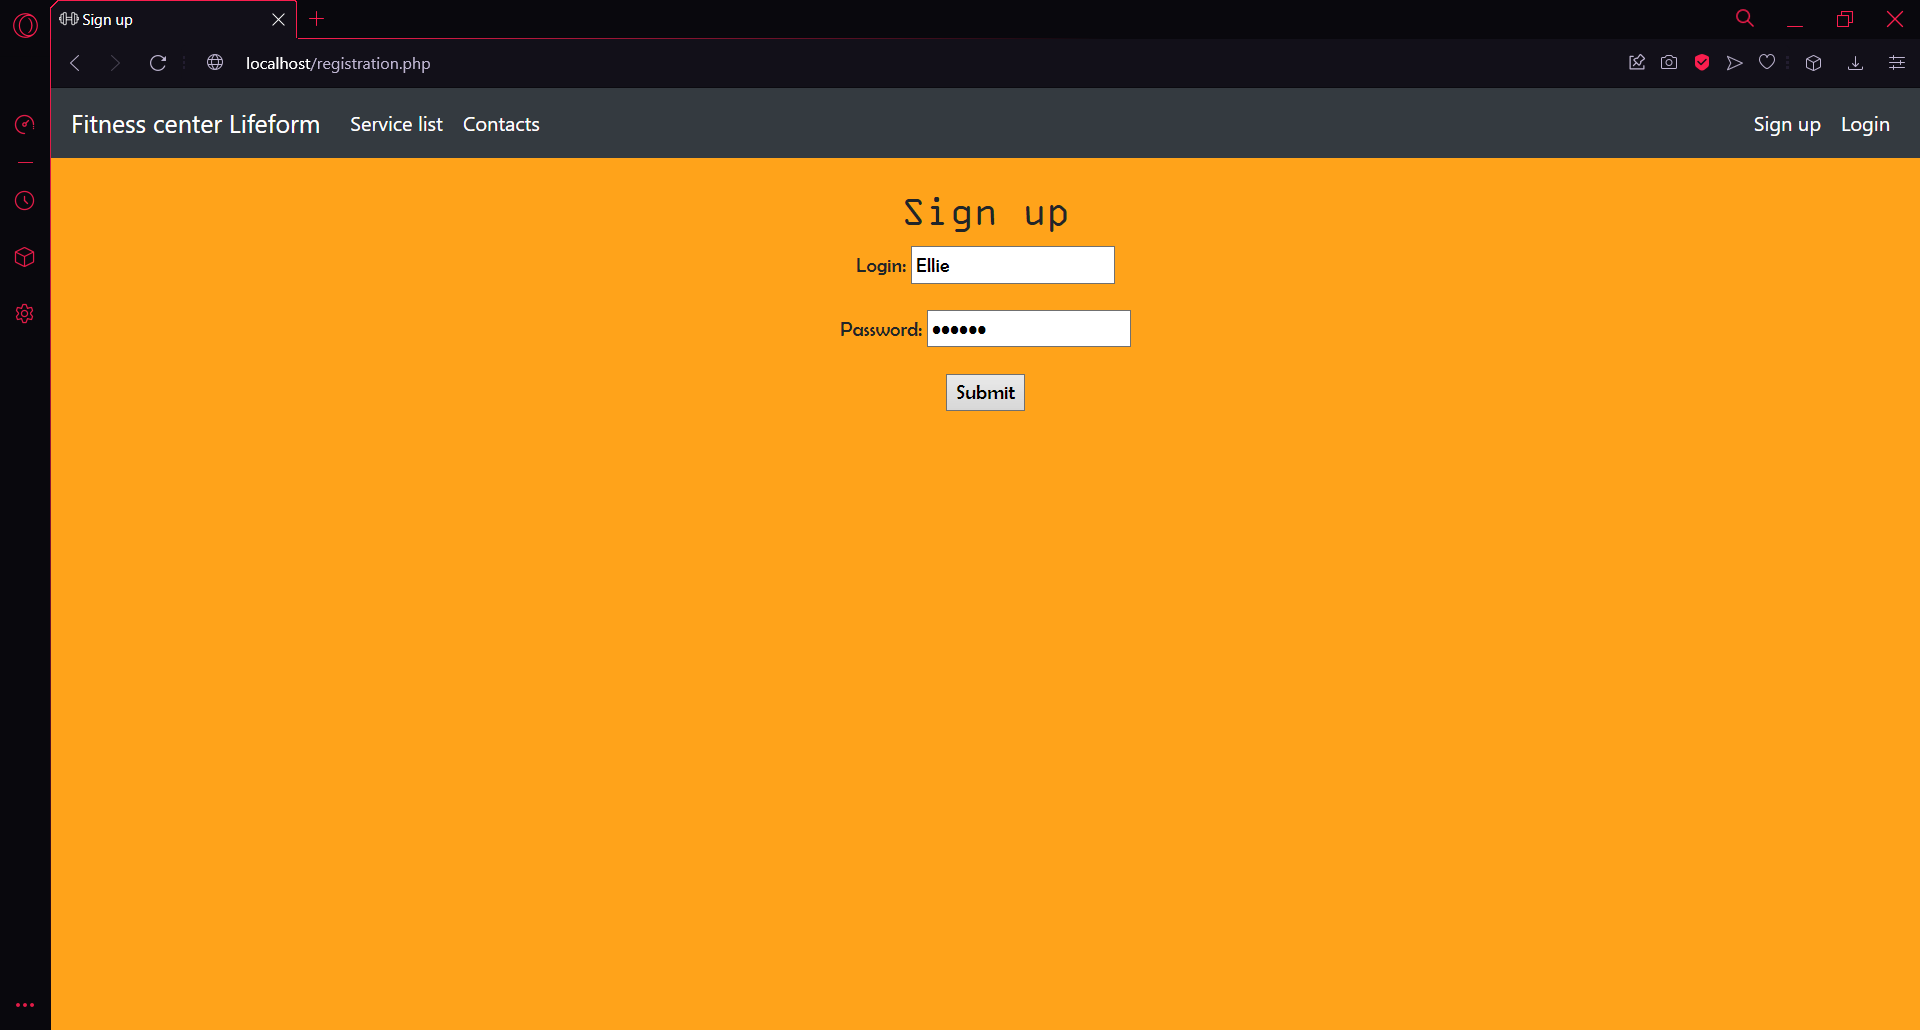 Sign up
localhost/registration.php
Fitness center Lifeform Service list Contacts Sign up Login
Sign up
Login: Ellie
Password: ••••••
Submit